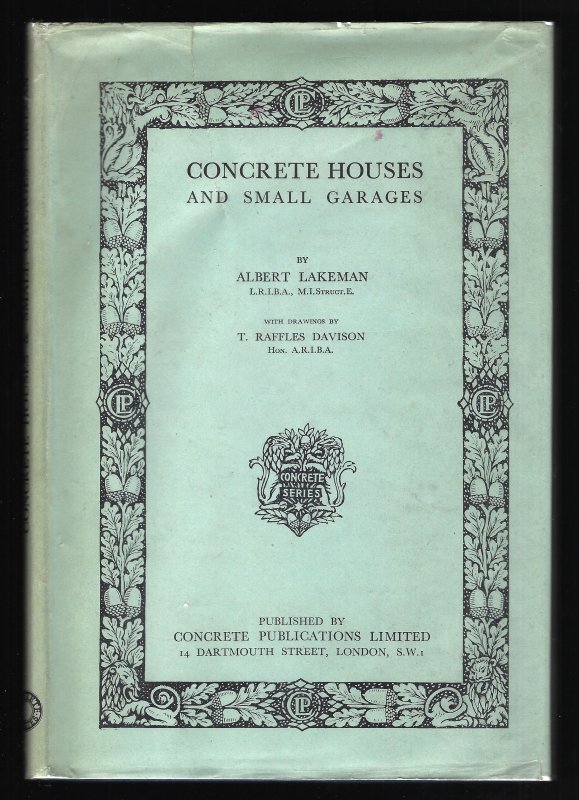 CONCRETE HOUSES
AND SMALL GARAGES
BY
ALBERT LAKEMAN
L.R.I.B.A., M.I.STRUCT.E.
WITH DRAWINGS BY
T. RAFFLES DAVISON
HON. A.R.I.B.A.
CONCRETE
SERIES
PUBLISHED BY
CONCRETE PUBLICATIONS LIMITED
14 DARTMOUTH STREET, LONDON, S.W.1